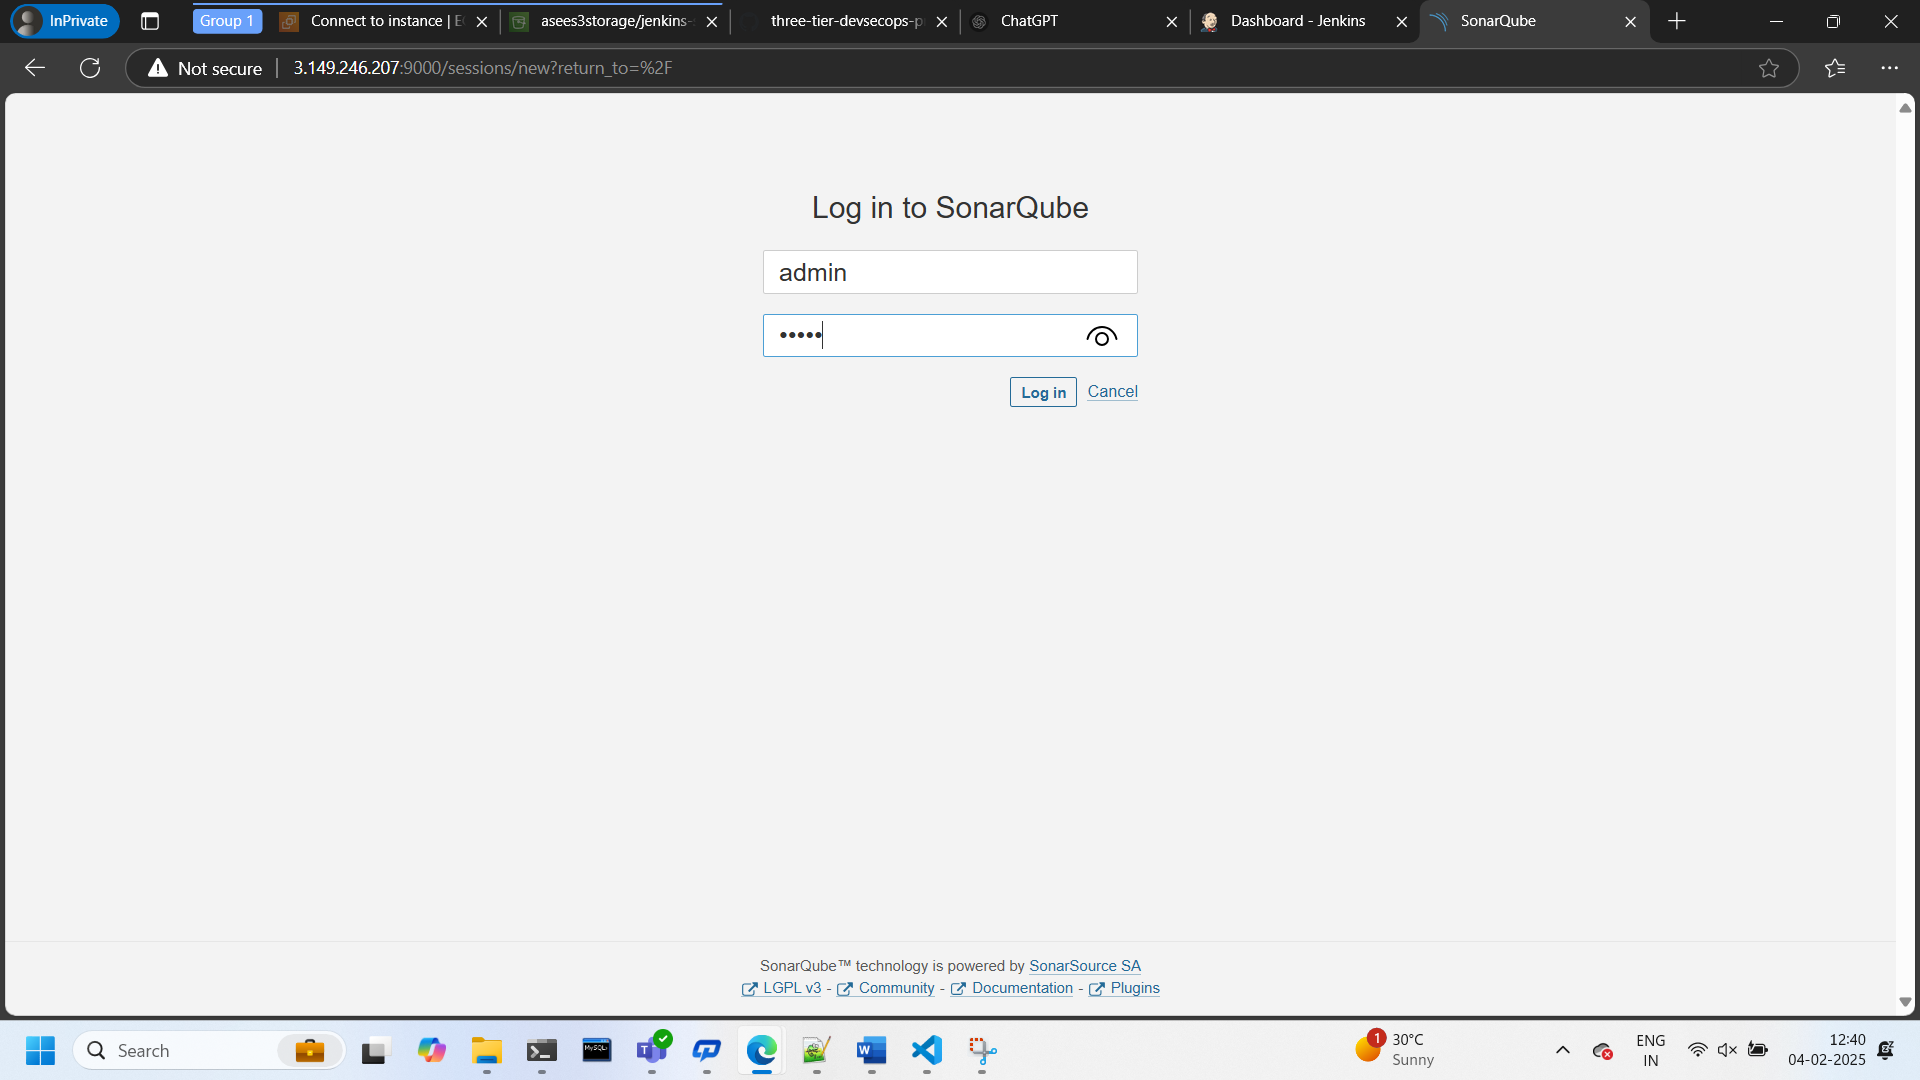 InPrivate
Group 1
Connect to instance | E
asees3storage/jenkins-
three-tier-devsecops-p
ChatGPT
Dashboard - Jenkins
SonarQube
Not secure
3.149.246.207:9000/sessions/new?return_to=%2F
Log in to SonarQube
admin
•••••
Log in Cancel
SonarQube™ technology is powered by SonarSource SA
LGPL v3 - Community - Documentation - Plugins
Search
MySQL
1
30°C
Sunny
ENG
IN
12:40
04-02-2025